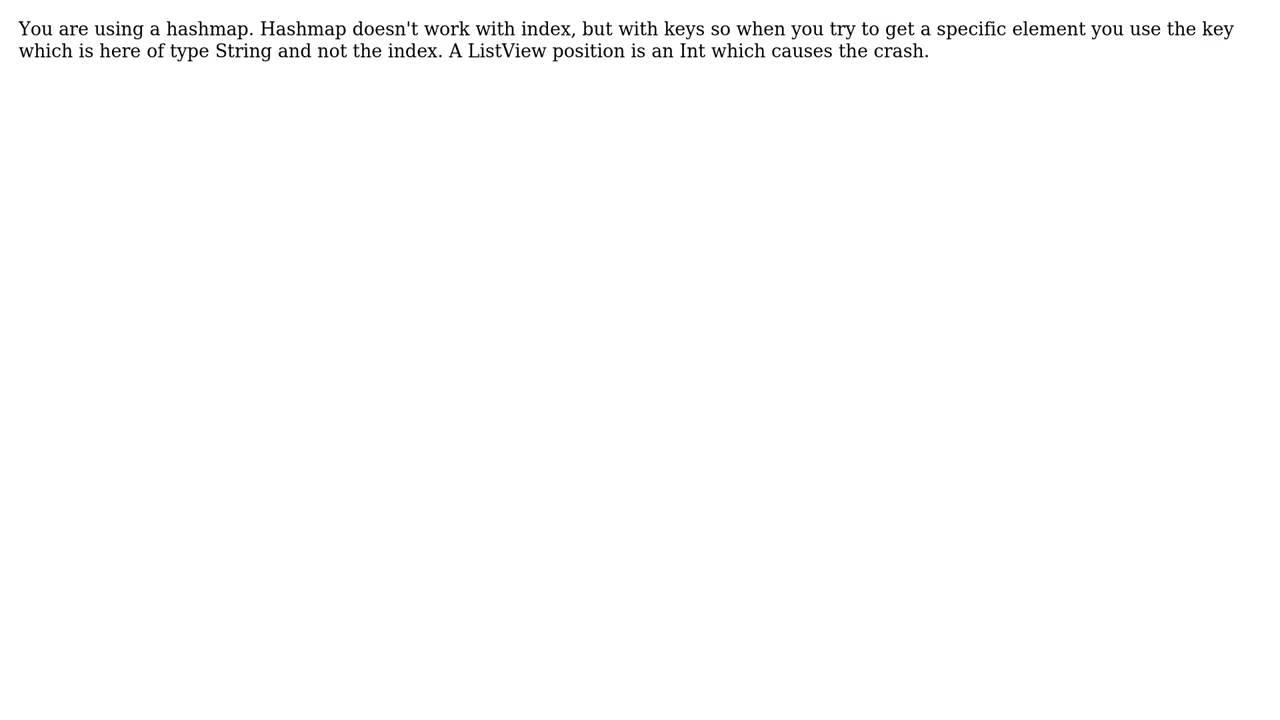 You are using a hashmap. Hashmap doesn't work with index, but with keys so when you try to get a specific element you use the key
which is here of type String and not the index. A ListView position is an Int which causes the crash.